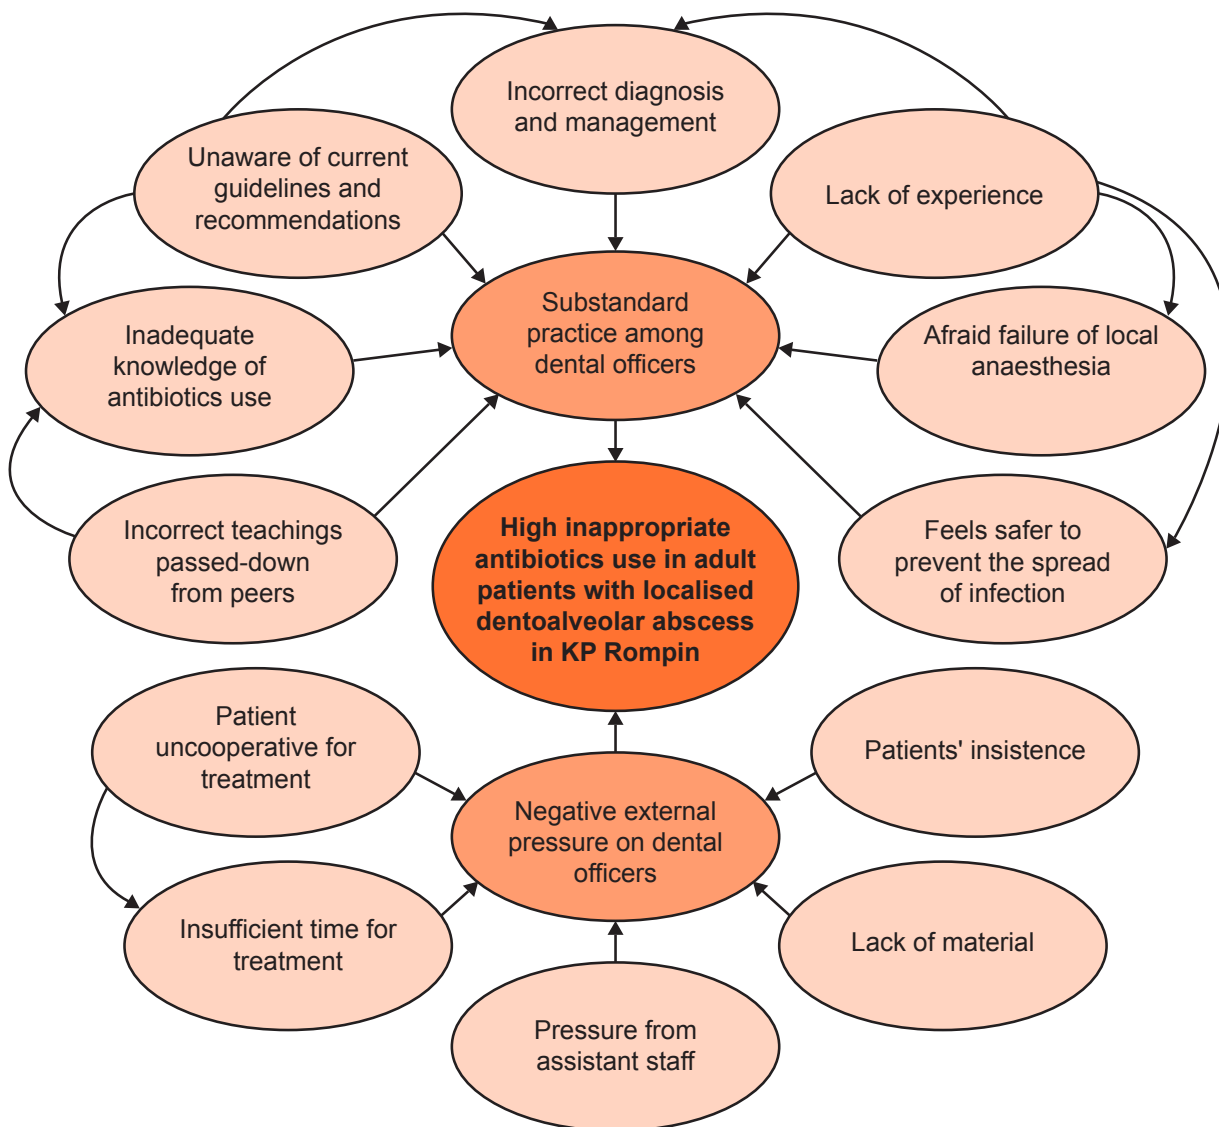 Incorrect diagnosis
and management
Unaware of current
guidelines and
recommendations
Lack of experience
Substandard
practice among
dental officers
Inadequate
knowledge of
antibiotics use
Afraid failure of local
anaesthesia
Incorrect teachings
passed-down
from peers
High inappropriate
antibiotics use in adult
patients with localised
dentoalveolar abscess
in KP Rompin
Feels safer to
prevent the spread
of infection
Patient
uncooperative for
treatment
Patients' insistence
Negative external
pressure on dental
officers
Insufficient time for
treatment
Lack of material
Pressure from
assistant staff